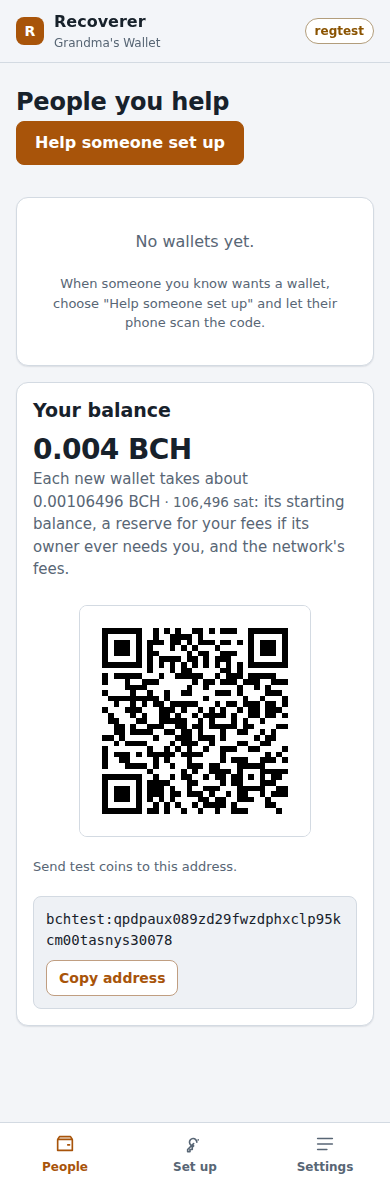 R
Recoverer
Grandma's Wallet
regtest
People you help
Help someone set up
No wallets yet.
When someone you know wants a wallet,
choose "Help someone set up" and let their
phone scan the code.
Your balance
0.004 BCH
Each new wallet takes about
0.00106496 BCH · 106,496 sat: its starting
balance, a reserve for your fees if its
owner ever needs you, and the network's
fees.
Send test coins to this address.
bchtest:qpdpaux089zd29fwzdphxclp95k
cm00tasnys30078
Copy address
People
Set up
Settings